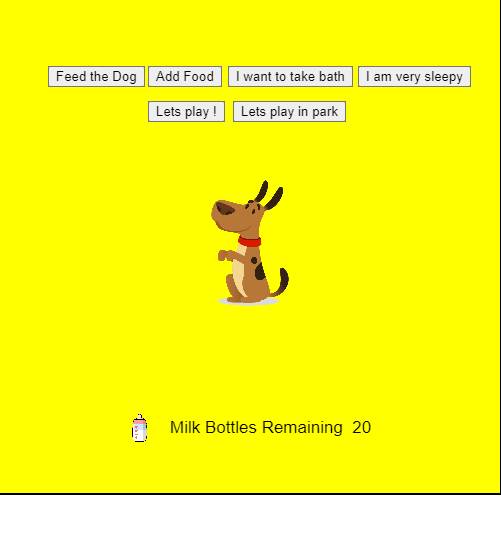 Feed the Dog Add Food I want to take bath I am very sleepy
Lets play ! Lets play in park
Milk Bottles Remaining 20